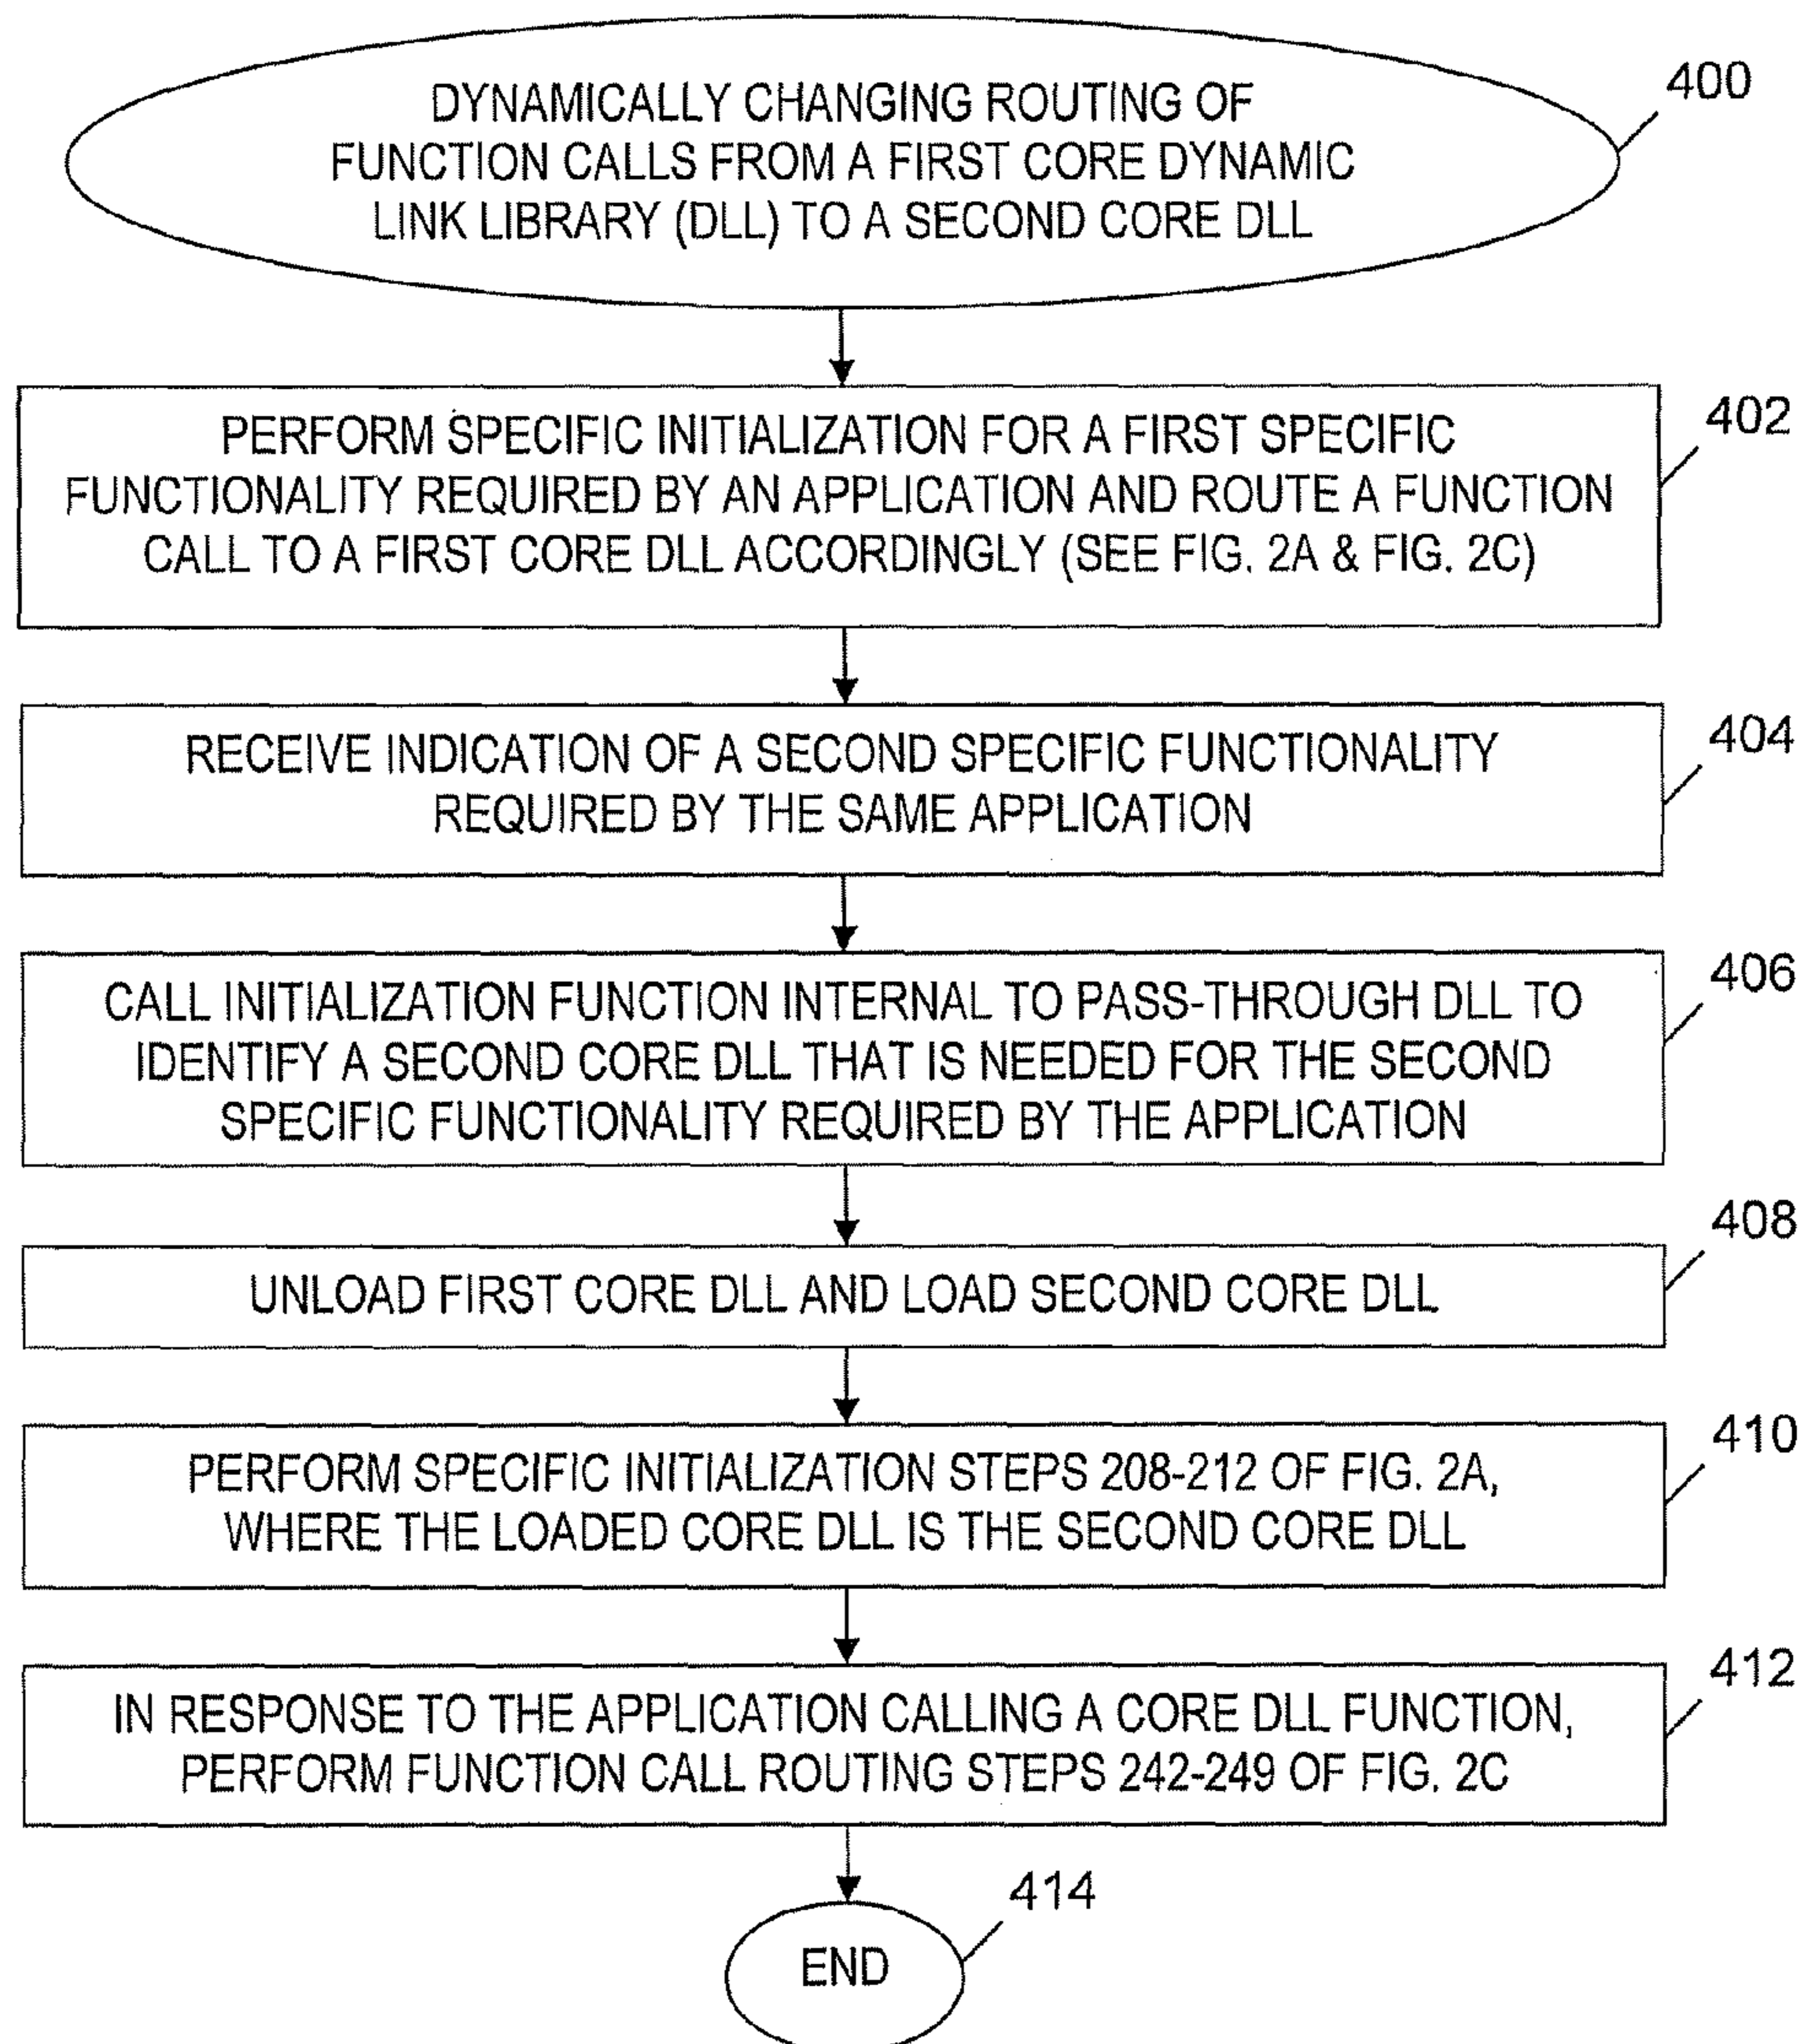 DYNAMICALLY CHANGING ROUTING OF
FUNCTION CALLS FROM A FIRST CORE DYNAMIC
LINK LIBRARY (DLL) TO A SECOND CORE DLL
400
PERFORM SPECIFIC INITIALIZATION FOR A FIRST SPECIFIC
FUNCTIONALITY REQUIRED BY AN APPLICATION AND ROUTE A FUNCTION
CALL TO A FIRST CORE DLL ACCORDINGLY (SEE FIG. 2A & FIG. 2C)
402
RECEIVE INDICATION OF A SECOND SPECIFIC FUNCTIONALITY
REQUIRED BY THE SAME APPLICATION
404
CALL INITIALIZATION FUNCTION INTERNAL TO PASS-THROUGH DLL TO
IDENTIFY A SECOND CORE DLL THAT IS NEEDED FOR THE SECOND
SPECIFIC FUNCTIONALITY REQUIRED BY THE APPLICATION
406
UNLOAD FIRST CORE DLL AND LOAD SECOND CORE DLL
408
PERFORM SPECIFIC INITIALIZATION STEPS 208-212 OF FIG. 2A,
WHERE THE LOADED CORE DLL IS THE SECOND CORE DLL
410
IN RESPONSE TO THE APPLICATION CALLING A CORE DLL FUNCTION,
PERFORM FUNCTION CALL ROUTING STEPS 242-249 OF FIG. 2C
412
END
414